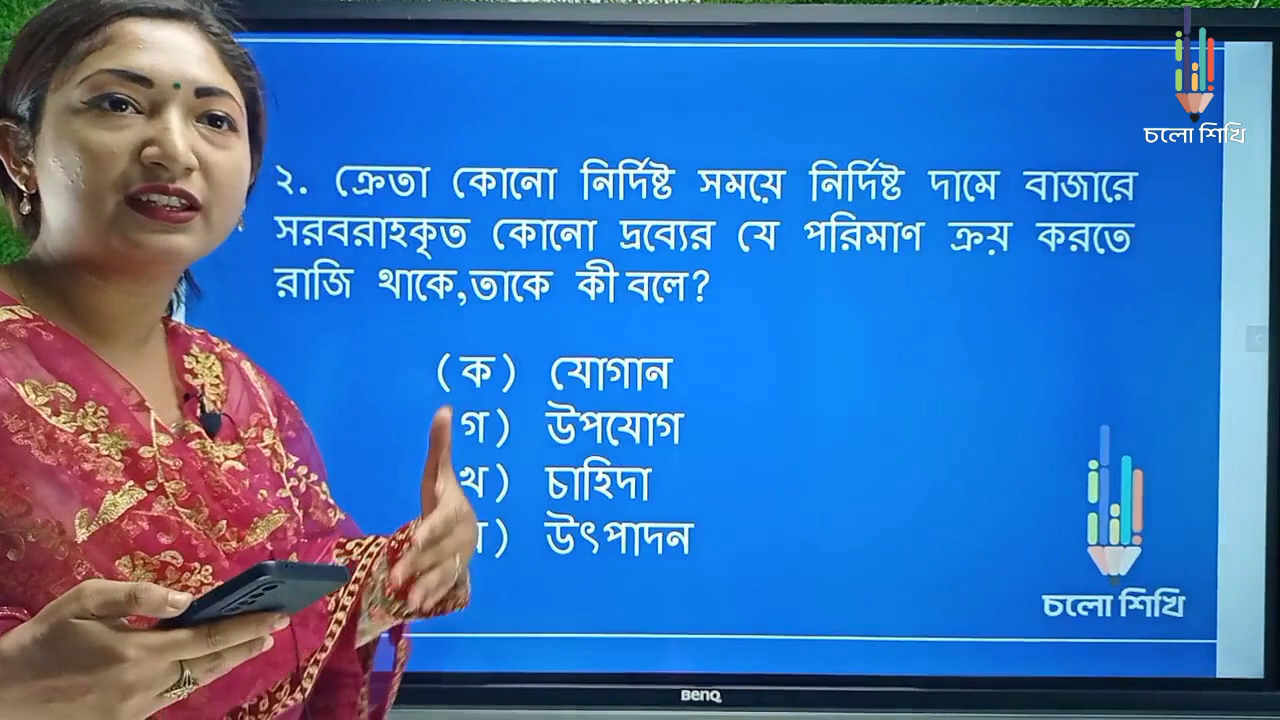 চলো শিখি
২. ক্রেতা কোনো নির্দিষ্ট সময়ে নির্দিষ্ট দামে বাজারে
সরবরাহকৃত কোনো দ্রব্যের যে পরিমাণ ক্রয় করতে
রাজি থাকে,তাকে কী বলে?
(ক) যোগান
গ) উপযোগ
খ) চাহিদা
) উৎপাদন
চলো শিখি
BenQ